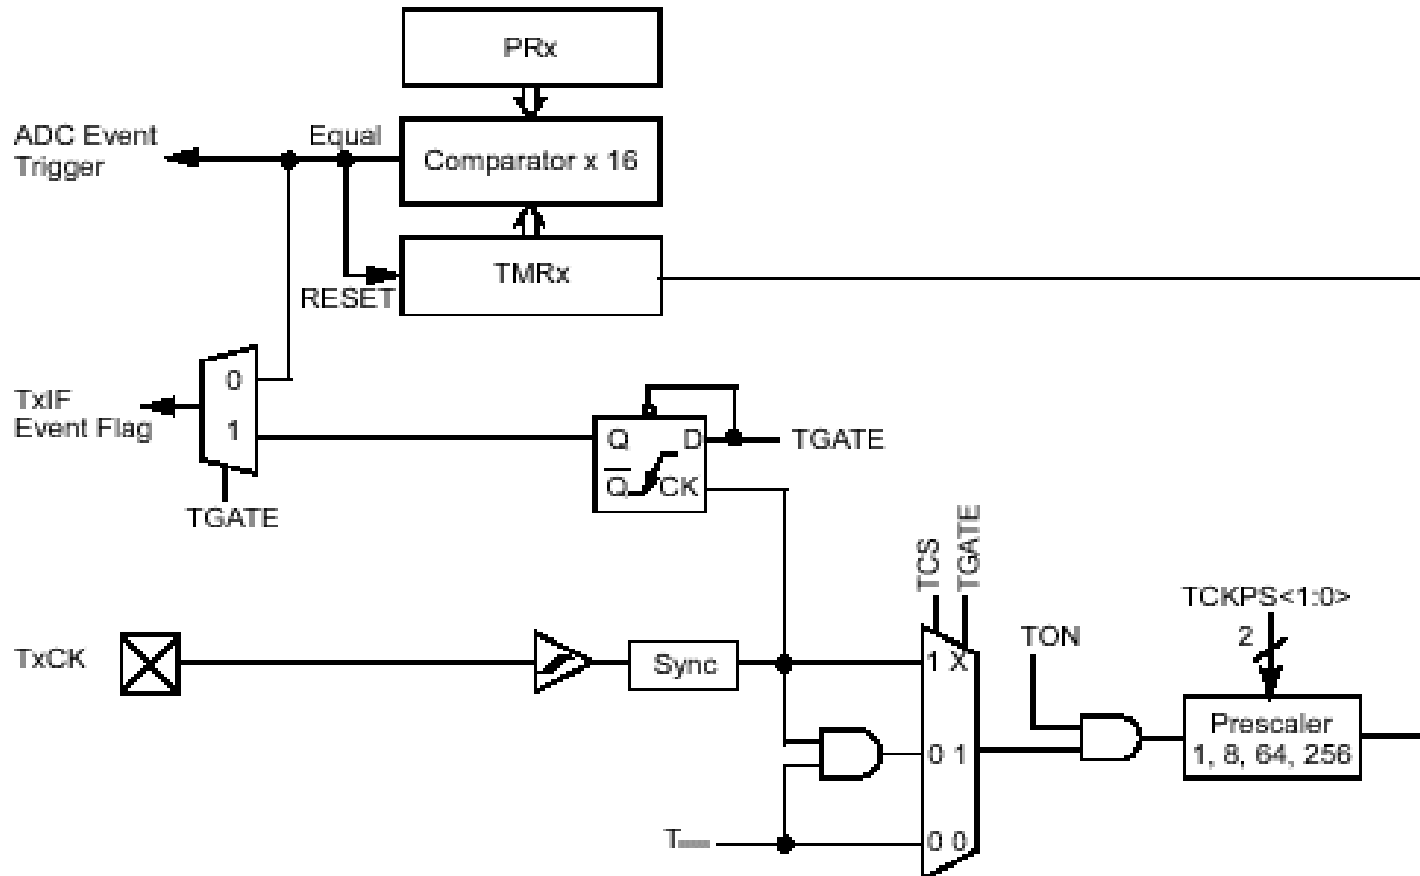 PRx
ADC Event
Trigger
Equal
Comparator x 16
TMRx
RESET
TxIF
Event Flag
0
1
TGATE
Q
D
TGATE
Q
CK
TCS
TGATE
TCKPS<1:0>
2
TON
TxCK
Sync
1 X
0 1
0 0
Prescaler
1, 8, 64, 256